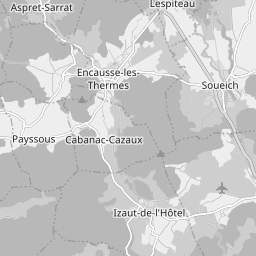 Lespiteau
Aspret-Sarrat
Encausse-les-
Thermes
Soueich
Payssous
Cabanac-Cazaux
Izaut-de-l'Hôtel